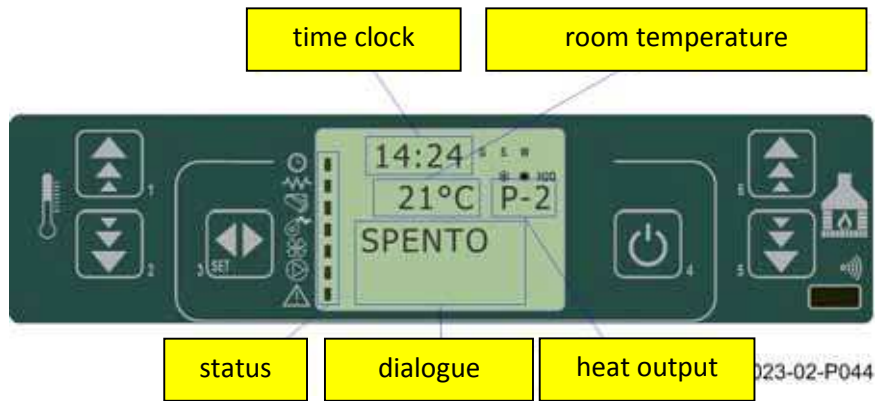 time clock
room temperature
14:24 G S W
21°C P-2
SPENTO
1
2
3 SET
4
5
6
status
dialogue
heat output
023-02-P044